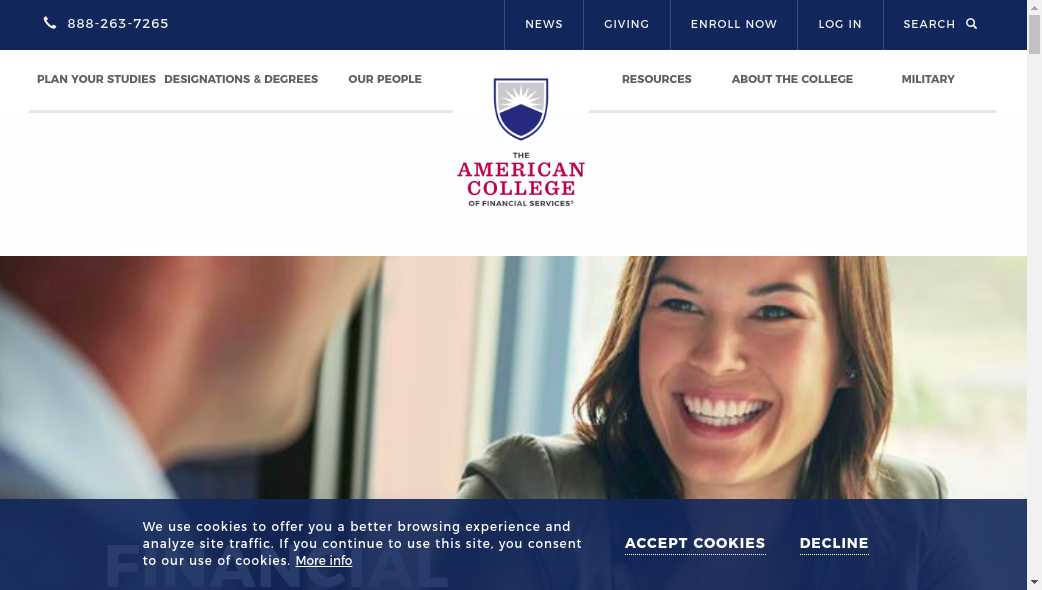 888-263-7265
NEWS
GIVING
ENROLL NOW
LOG IN
SEARCH
PLAN YOUR STUDIES
DESIGNATIONS & DEGREES
OUR PEOPLE
RESOURCES
ABOUT THE COLLEGE
MILITARY
THE
AMERICAN
COLLEGE
OF FINANCIAL SERVICES®
We use cookies to offer you a better browsing experience and
analyze site traffic. If you continue to use this site, you consent
to our use of cookies. More info
ACCEPT COOKIES
DECLINE
FINANCIAL